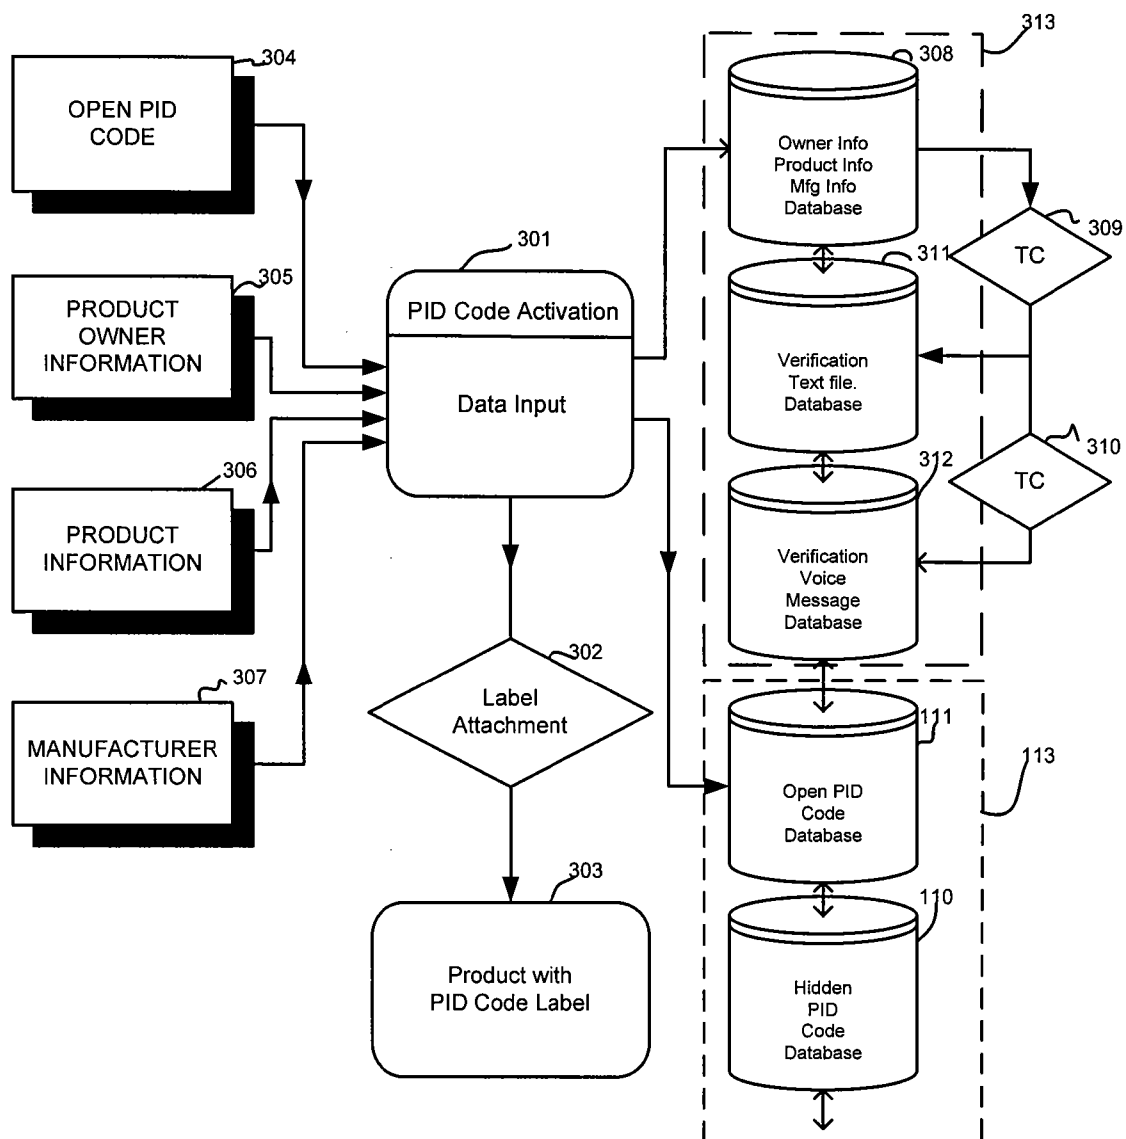 304
OPEN PID
CODE
305
PRODUCT
OWNER
INFORMATION
306
PRODUCT
INFORMATION
307
MANUFACTURER
INFORMATION
301
PID Code Activation
Data Input
302
Label
Attachment
303
Product with
PID Code Label
313
308
Owner Info
Product Info
Mfg Info
Database
309
TC
311
Verification
Text file.
Database
310
TC
312
Verification
Voice
Message
Database
111
113
Open PID
Code
Database
110
Hidden
PID
Code
Database